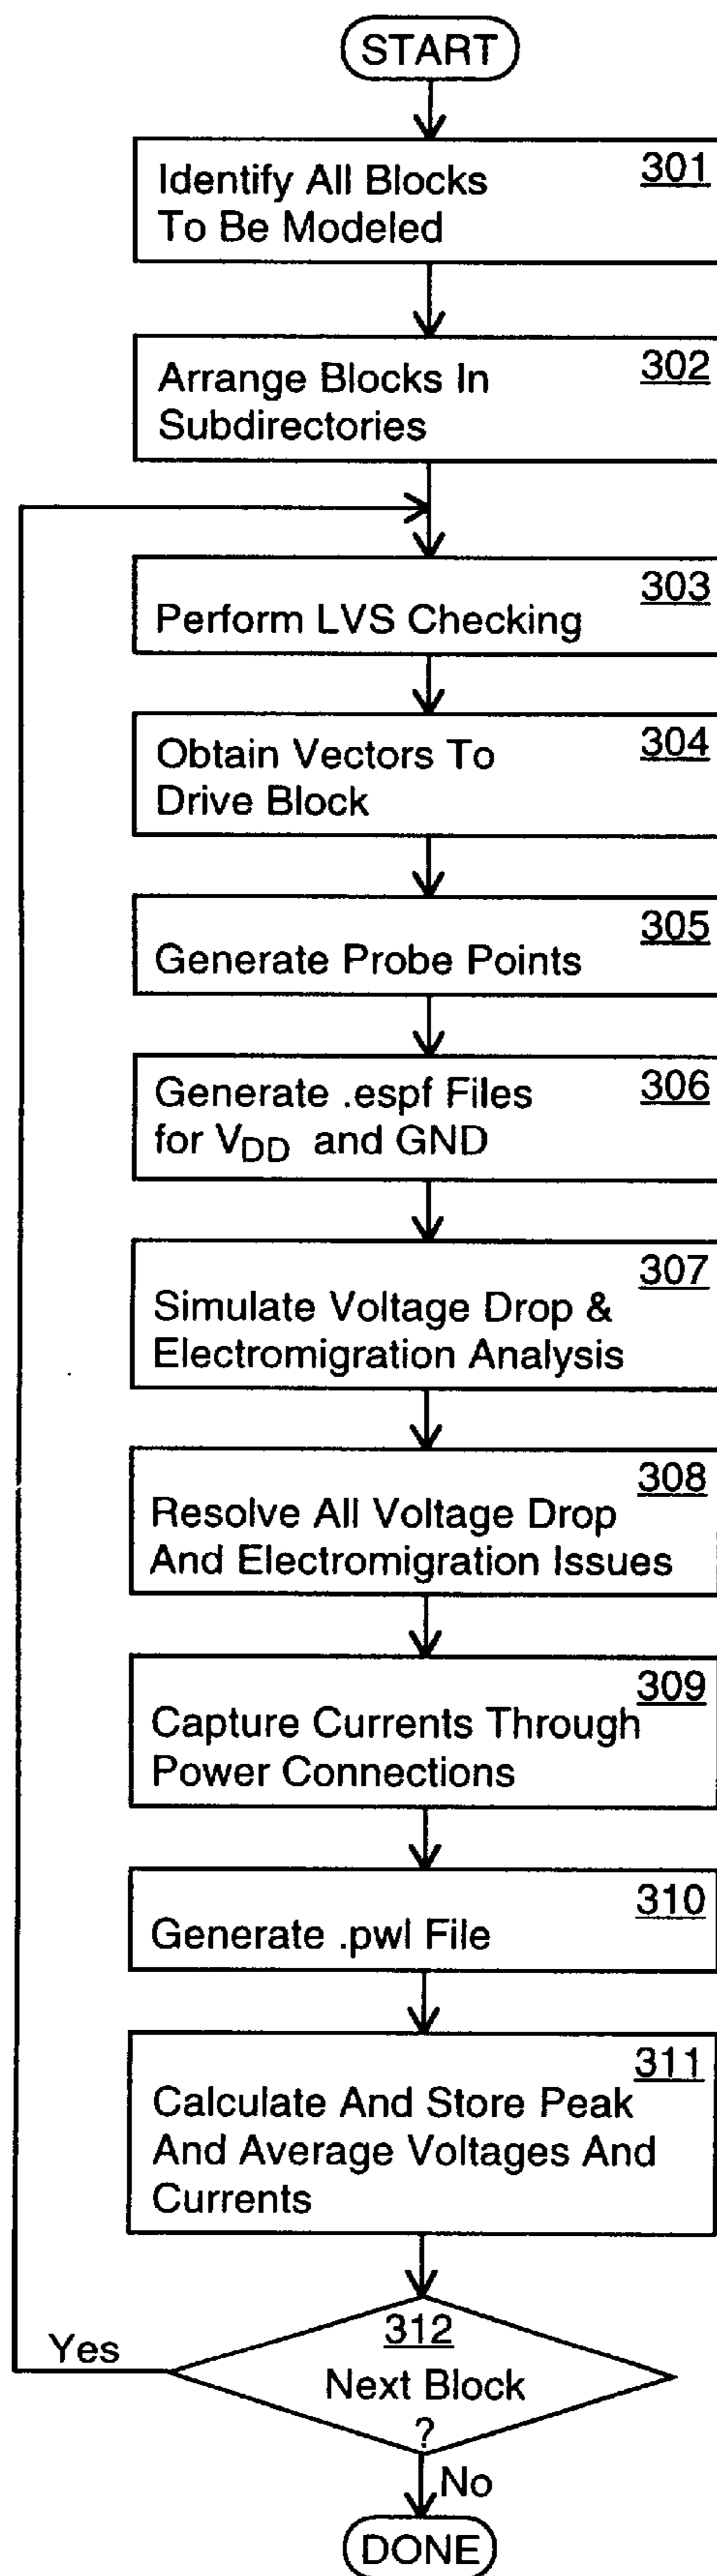 START
301
Identify All Blocks
To Be Modeled
302
Arrange Blocks In
Subdirectories
303
Perform LVS Checking
304
Obtain Vectors To
Drive Block
305
Generate Probe Points
306
Generate .espf Files
for VDD and GND
307
Simulate Voltage Drop &
Electromigration Analysis
308
Resolve All Voltage Drop
And Electromigration Issues
309
Capture Currents Through
Power Connections
310
Generate .pwl File
311
Calculate And Store Peak
And Average Voltages And
Currents
312
Yes
Next Block
?
No
DONE